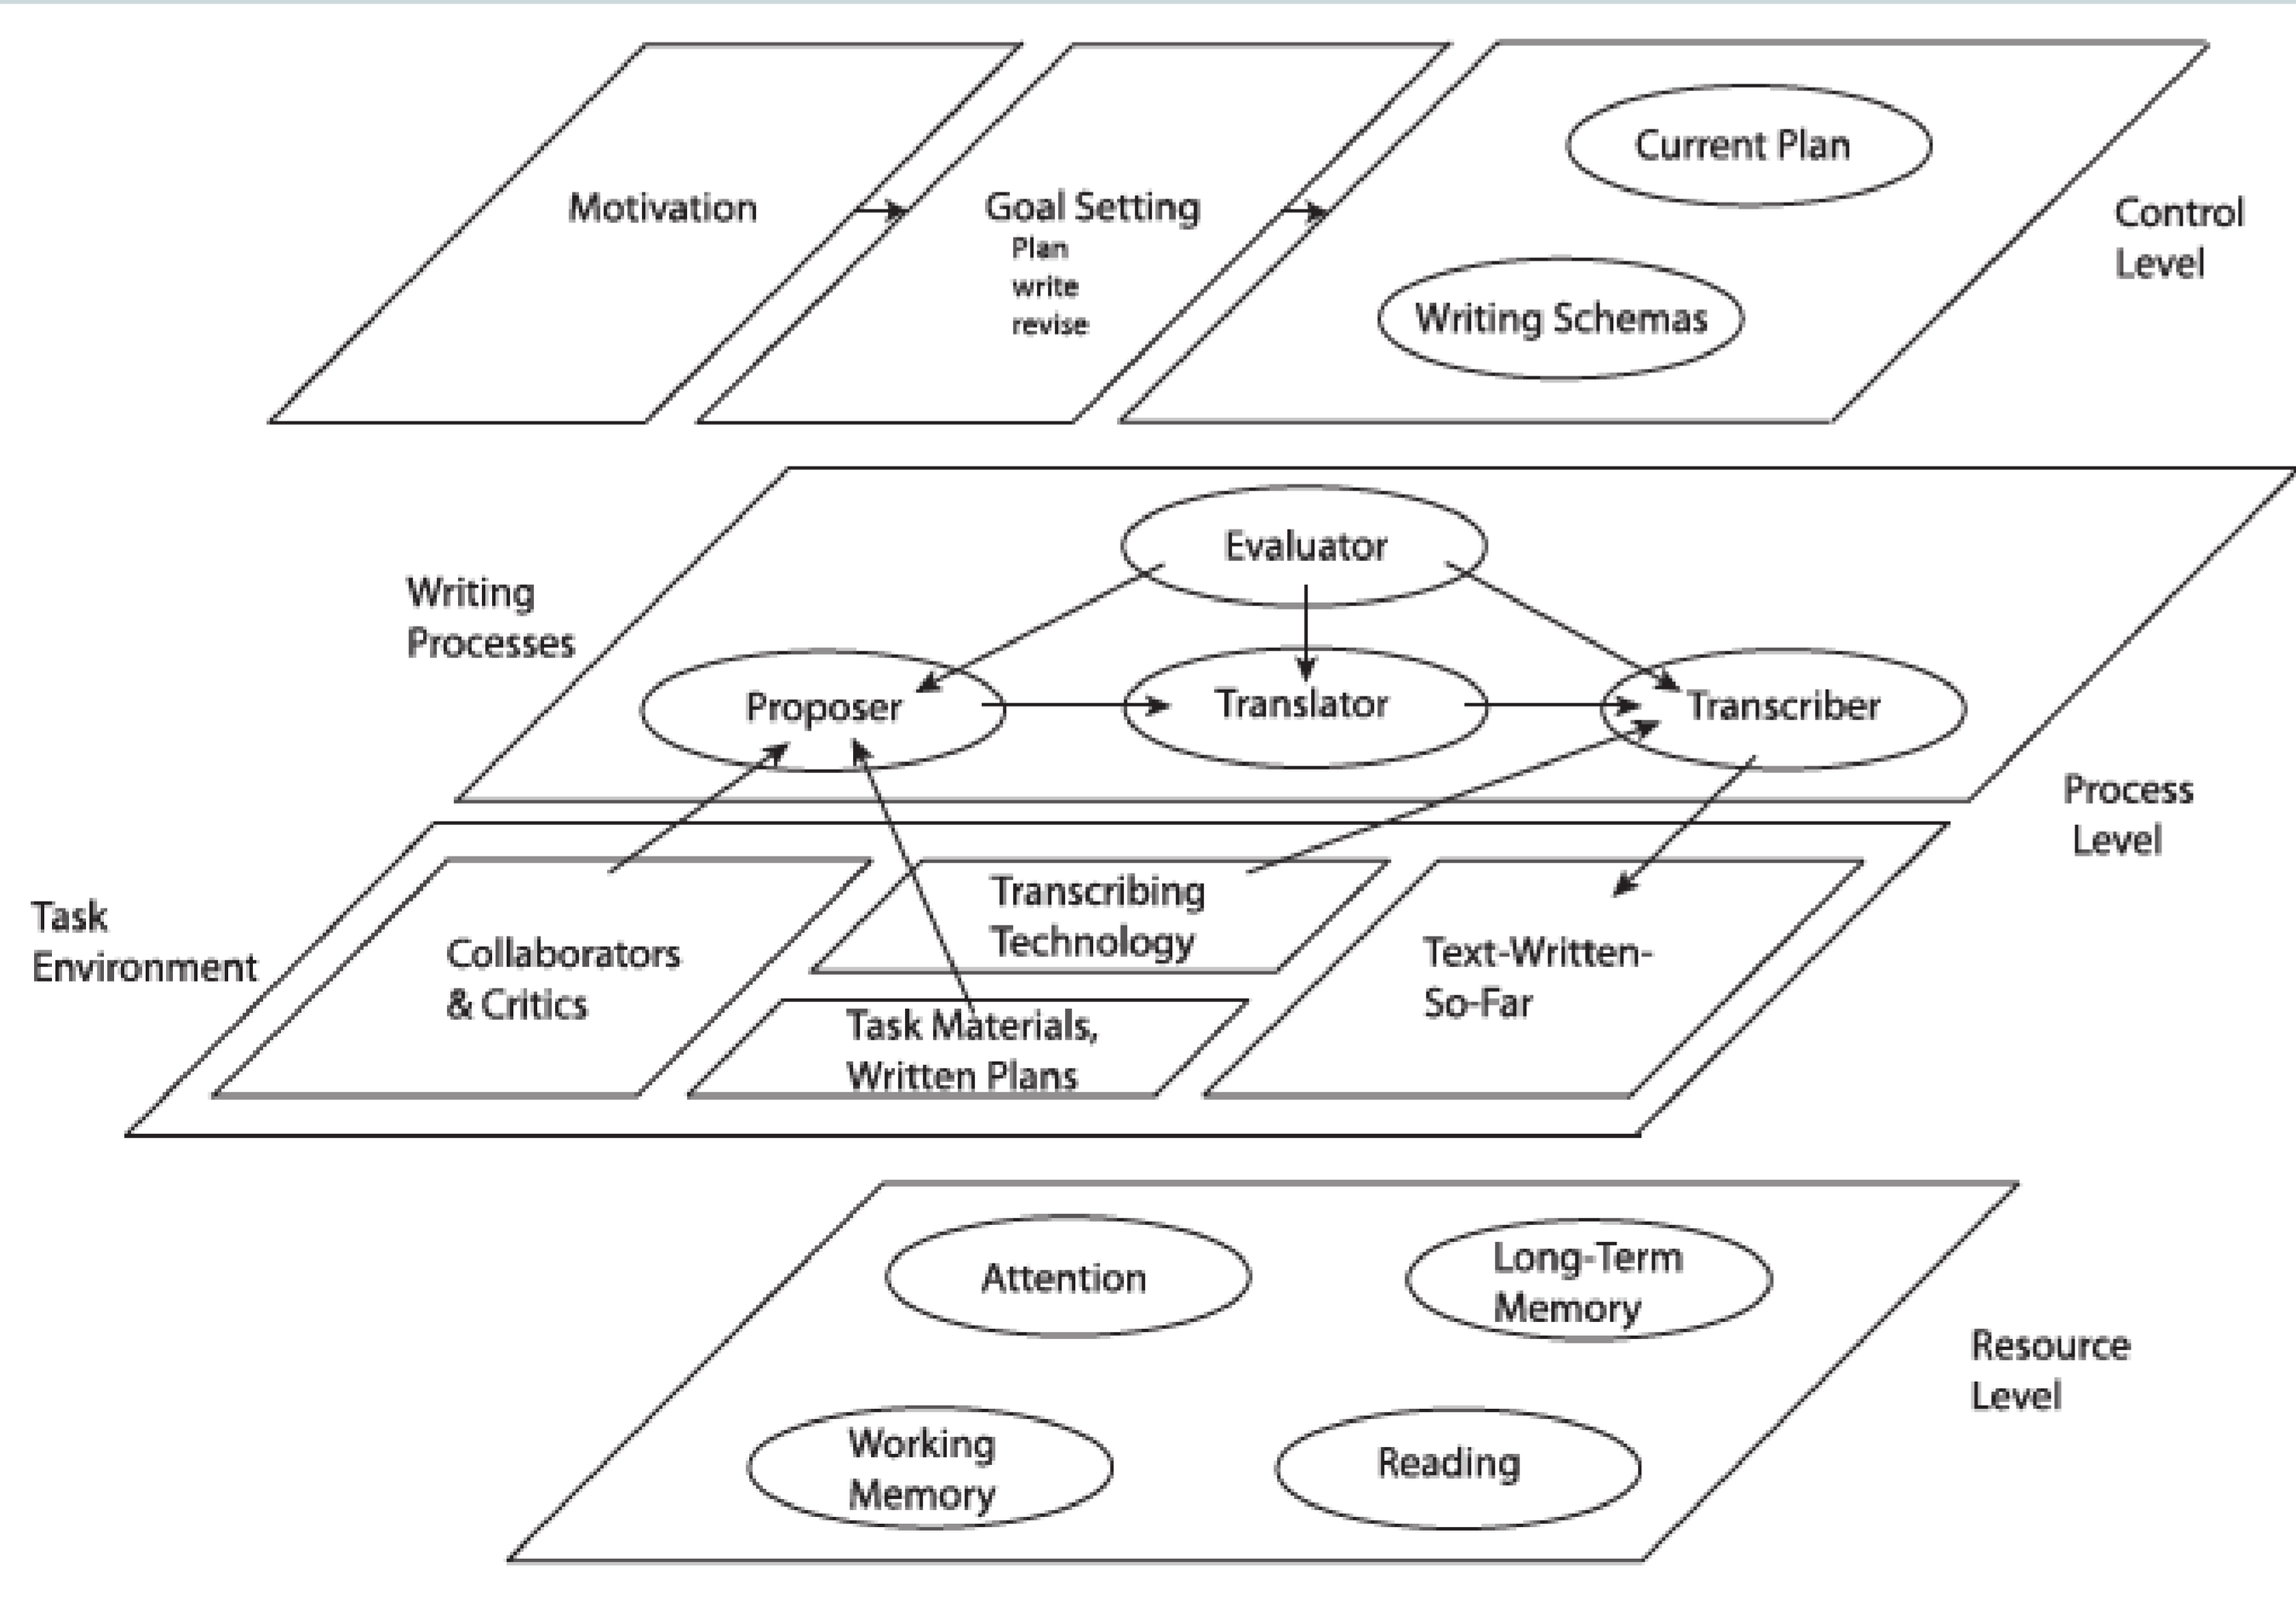 Motivation
Goal Setting
Plan
write
revise
Current Plan
Writing Schemas
Control
Level
Writing
Processes
Evaluator
Proposer
Translator
Transcriber
Process
Level
Task
Environment
Collaborators
& Critics
Transcribing
Technology
Task Materials,
Written Plans
Text-Written-
So-Far
Attention
Long-Term
Memory
Working
Memory
Reading
Resource
Level